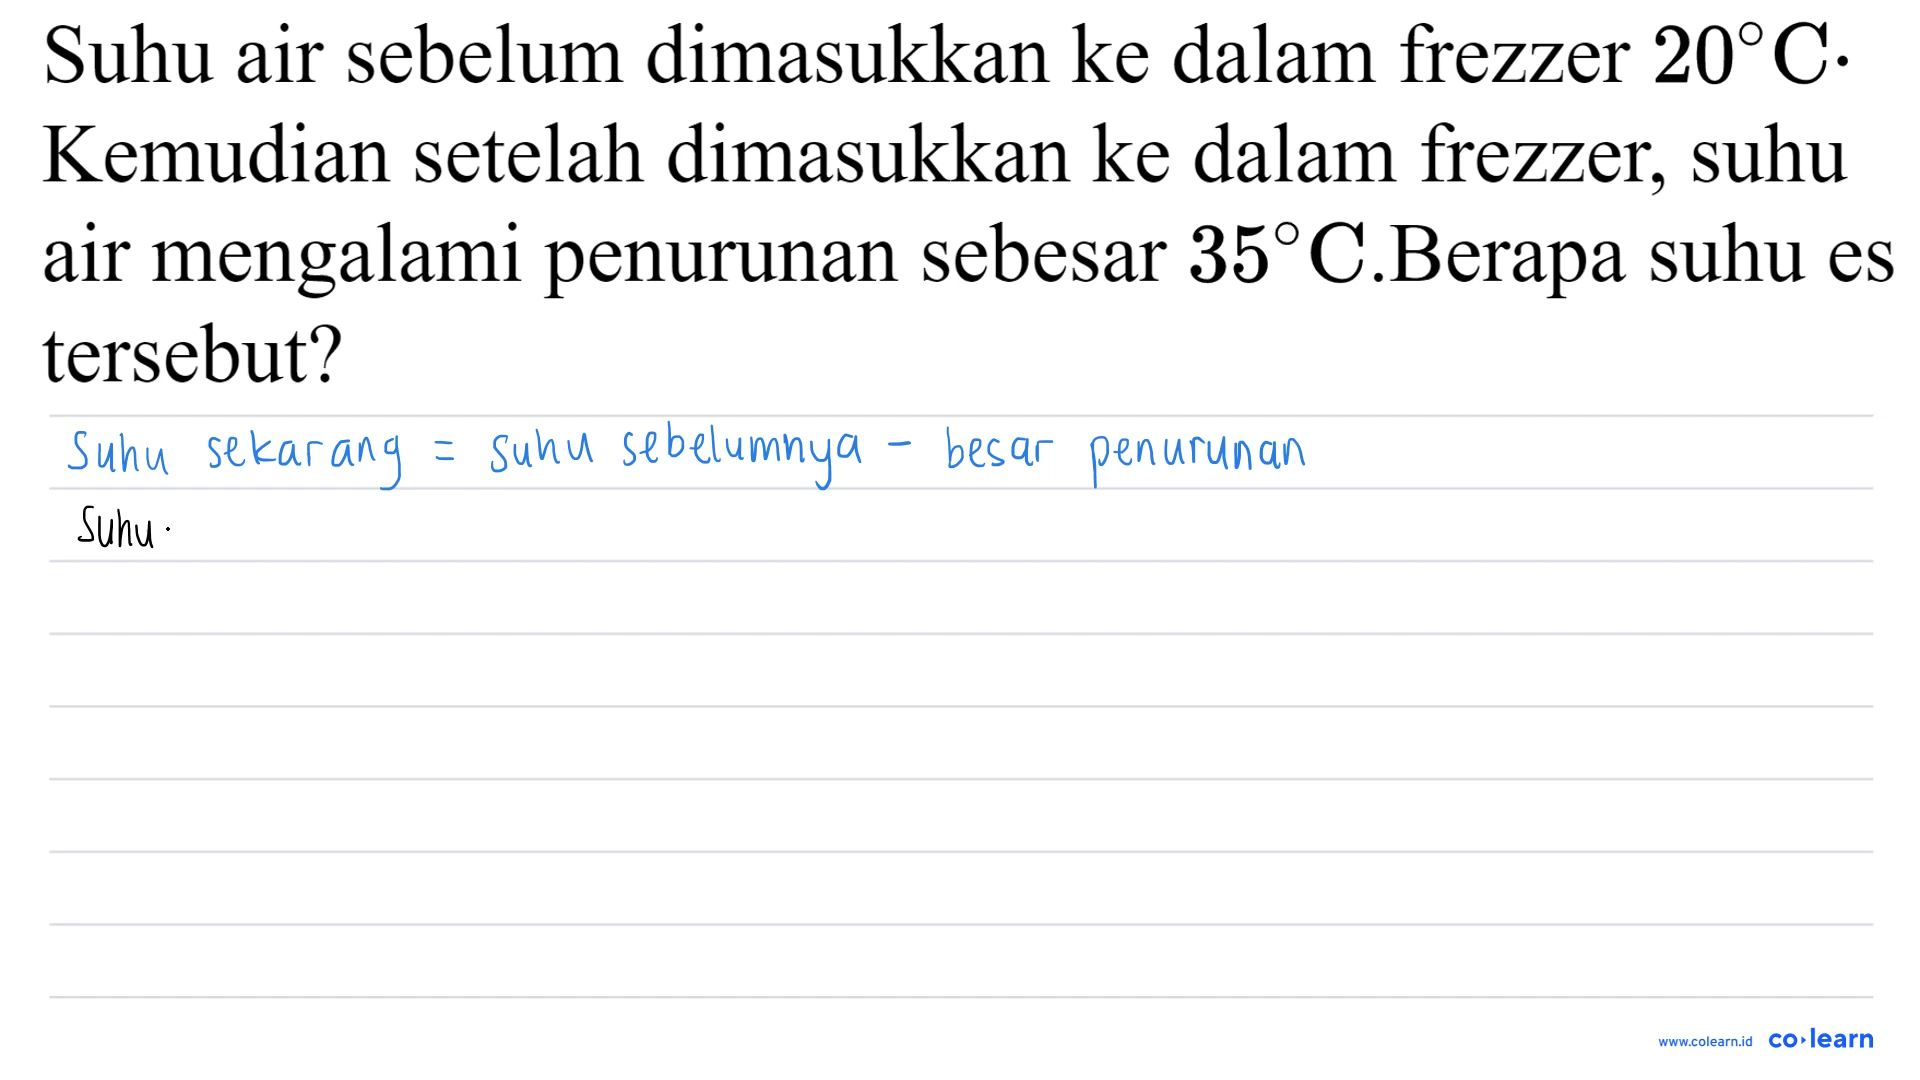 Suhu air sebelum dimasukkan ke dalam frezzer 20°C.
Kemudian setelah dimasukkan ke dalam frezzer, suhu
air mengalami penurunan sebesar 35°C.Berapa suhu es
tersebut?
Suhu sekarang = suhu sebelumnya - besar penurunan
Suhu.
www.colearn.id co·learn